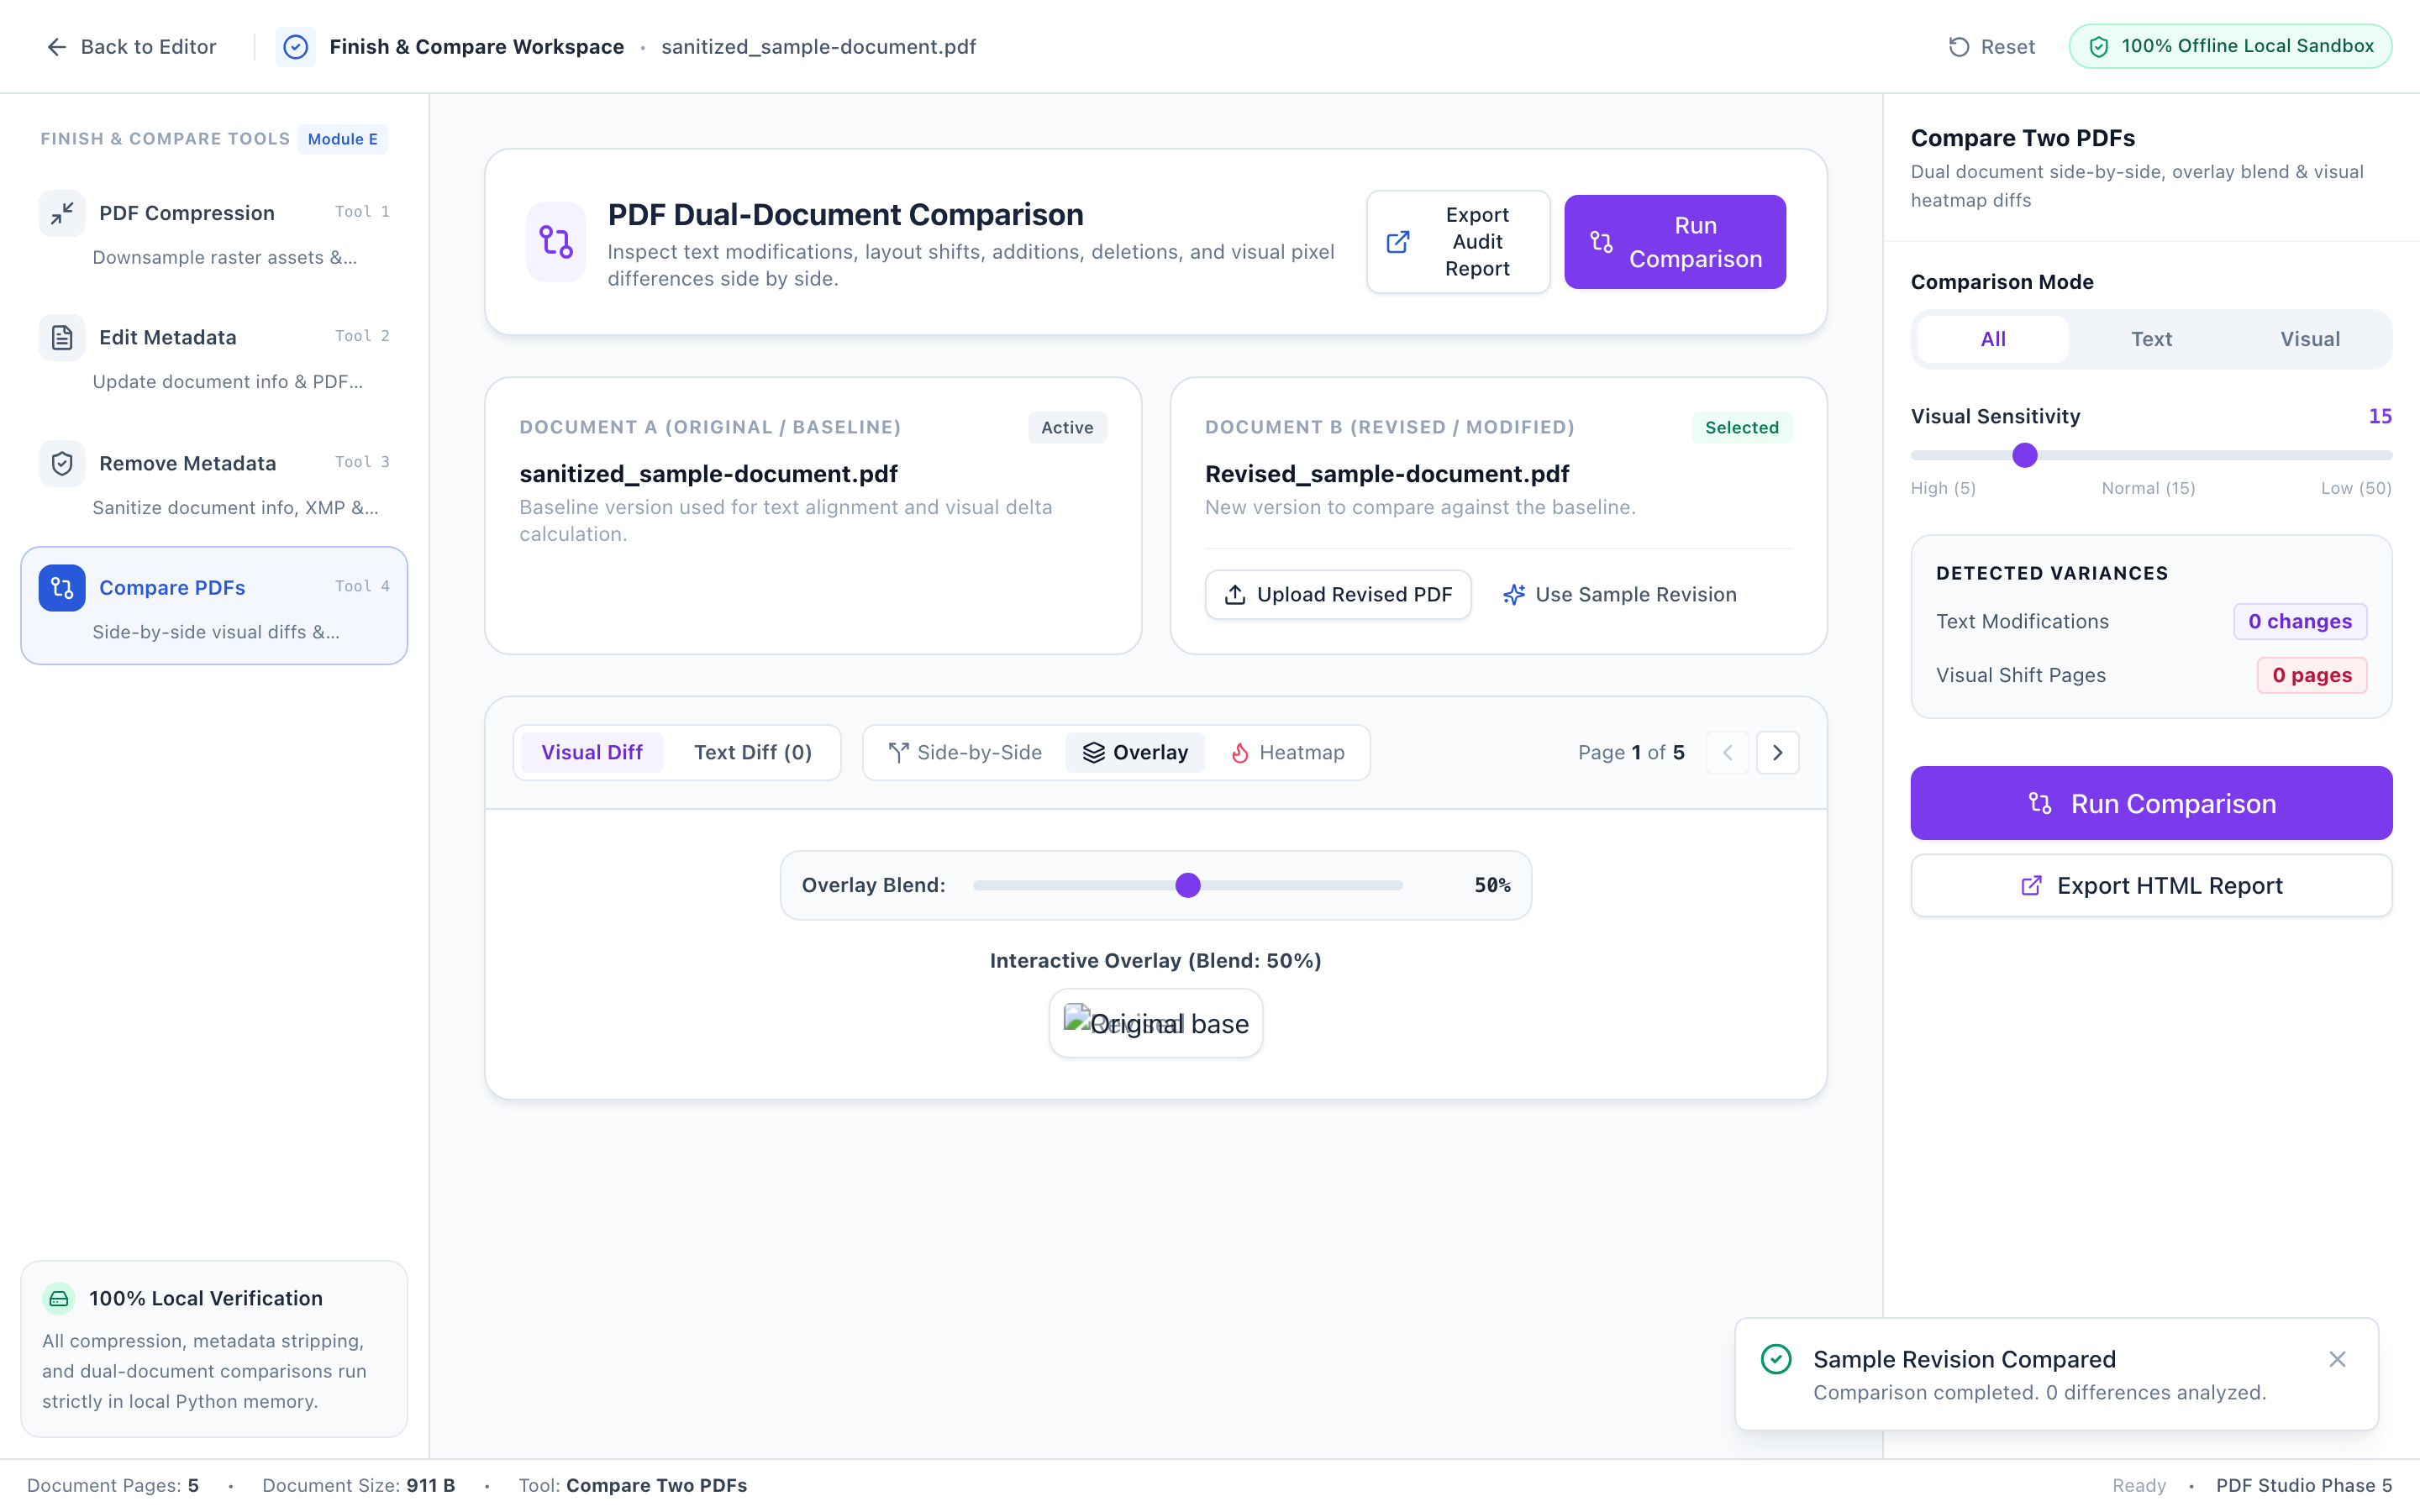 Back to Editor
Finish & Compare Workspace • sanitized_sample-document.pdf
Reset
100% Offline Local Sandbox
FINISH & COMPARE TOOLS
Module E
PDF Compression
Tool 1
Downsample raster assets &...
Edit Metadata
Tool 2
Update document info & PDF...
Remove Metadata
Tool 3
Sanitize document info, XMP &...
Compare PDFs
Tool 4
Side-by-side visual diffs &...
100% Local Verification
All compression, metadata stripping,
and dual-document comparisons run
strictly in local Python memory.
PDF Dual-Document Comparison
Inspect text modifications, layout shifts, additions, deletions, and visual pixel
differences side by side.
Export
Audit
Report
Run
Comparison
DOCUMENT A (ORIGINAL / BASELINE)
Active
sanitized_sample-document.pdf
Baseline version used for text alignment and visual delta
calculation.
DOCUMENT B (REVISED / MODIFIED)
Selected
Revised_sample-document.pdf
New version to compare against the baseline.
Upload Revised PDF
Use Sample Revision
Visual Diff
Text Diff (0)
Side-by-Side
Overlay
Heatmap
Page 1 of 5
Overlay Blend:
50%
Interactive Overlay (Blend: 50%)
Original base
Revised
Compare Two PDFs
Dual document side-by-side, overlay blend & visual
heatmap diffs
Comparison Mode
All
Text
Visual
Visual Sensitivity
15
High (5)
Normal (15)
Low (50)
DETECTED VARIANCES
Text Modifications
0 changes
Visual Shift Pages
0 pages
Run Comparison
Export HTML Report
Sample Revision Compared
Comparison completed. 0 differences analyzed.
Document Pages: 5 • Document Size: 911 B • Tool: Compare Two PDFs
Ready • PDF Studio Phase 5